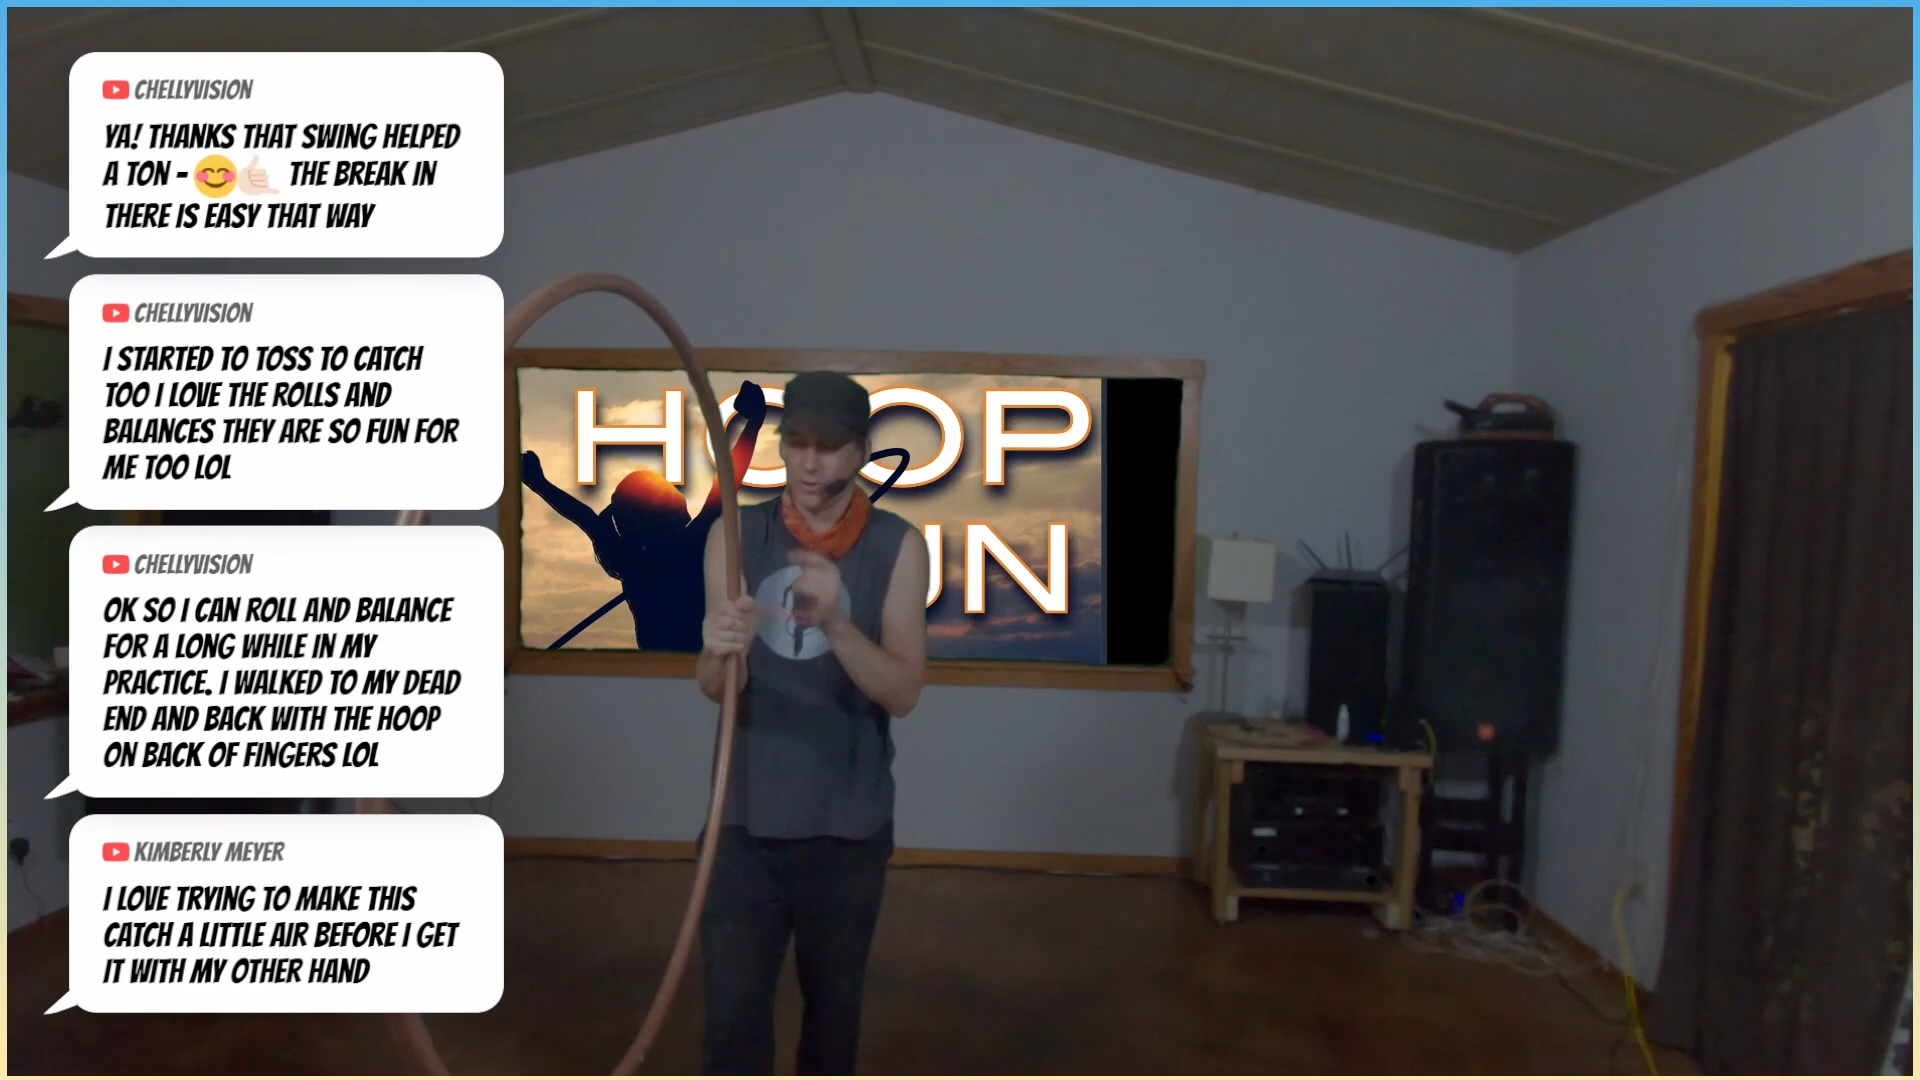 CHELLYVISION
YA! THANKS THAT SWING HELPED
A TON - 😊🤙🏻 THE BREAK IN
THERE IS EASY THAT WAY
CHELLYVISION
I STARTED TO TOSS TO CATCH
TOO I LOVE THE ROLLS AND
BALANCES THEY ARE SO FUN FOR
ME TOO LOL
CHELLYVISION
OK SO I CAN ROLL AND BALANCE
FOR A LONG WHILE IN MY
PRACTICE. I WALKED TO MY DEAD
END AND BACK WITH THE HOOP
ON BACK OF FINGERS LOL
KIMBERLY MEYER
I LOVE TRYING TO MAKE THIS
CATCH A LITTLE AIR BEFORE I GET
IT WITH MY OTHER HAND
HOOP
UN